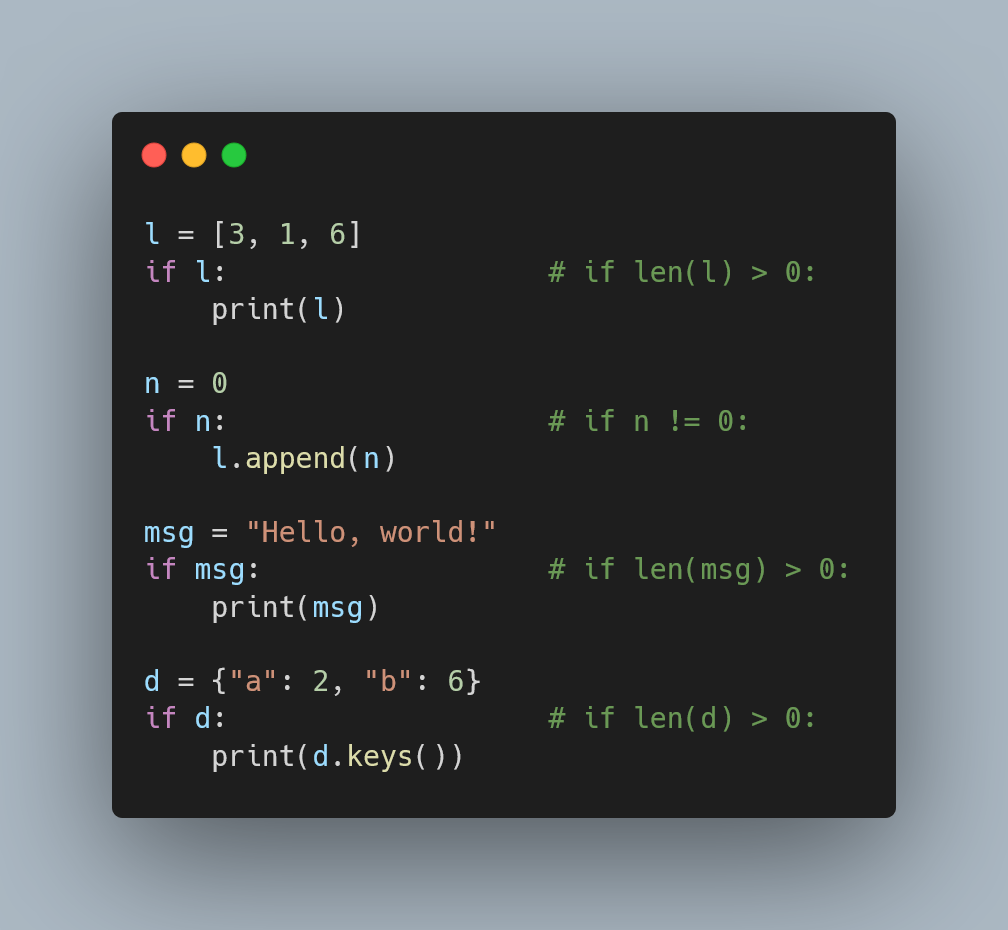 l = [3, 1, 6]
if l:                   # if len(l) > 0:
    print(l)

n = 0
if n:                   # if n != 0:
    l.append(n)

msg = "Hello, world!"
if msg:                 # if len(msg) > 0:
    print(msg)

d = {"a": 2, "b": 6}
if d:                   # if len(d) > 0:
    print(d.keys())